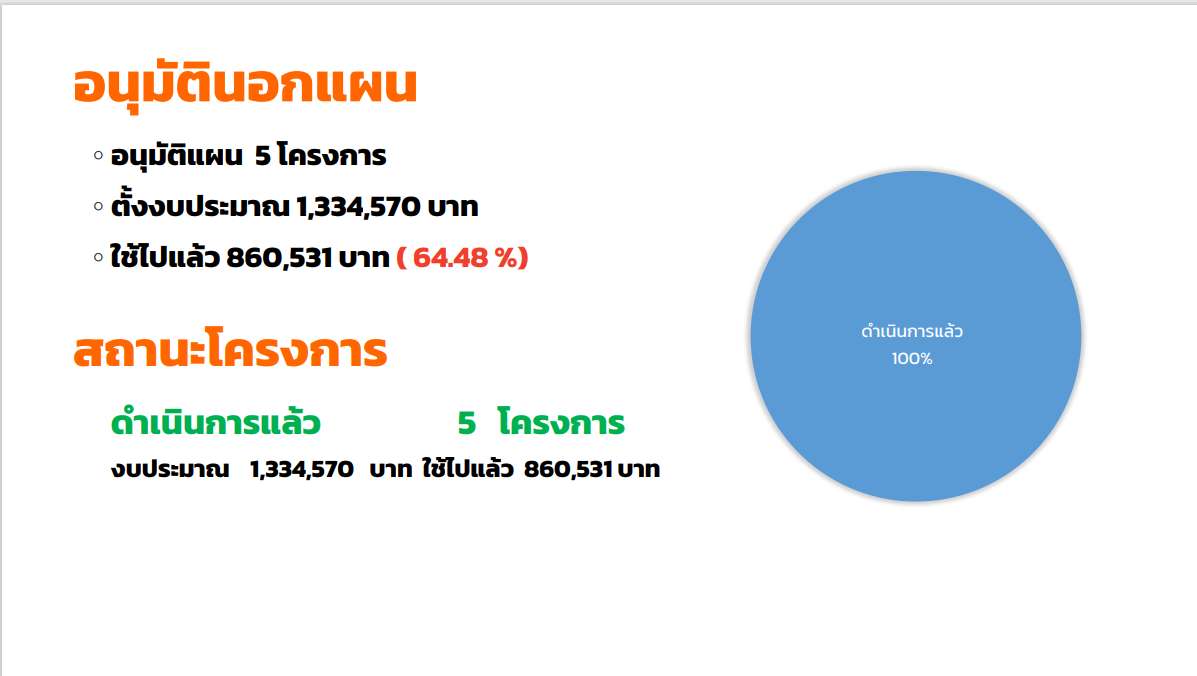 อนุมัตินอกแผน
◦ อนุมัติแผน 5 โครงการ
◦ ตั้งงบประมาณ 1,334,570 บาท
◦ ใช้ไปแล้ว 860,531 บาท ( 64.48 %)
สถานะโครงการ
ดำเนินการแล้ว 5 โครงการ
งบประมาณ 1,334,570 บาท ใช้ไปแล้ว 860,531 บาท
ดำเนินการแล้ว
100%